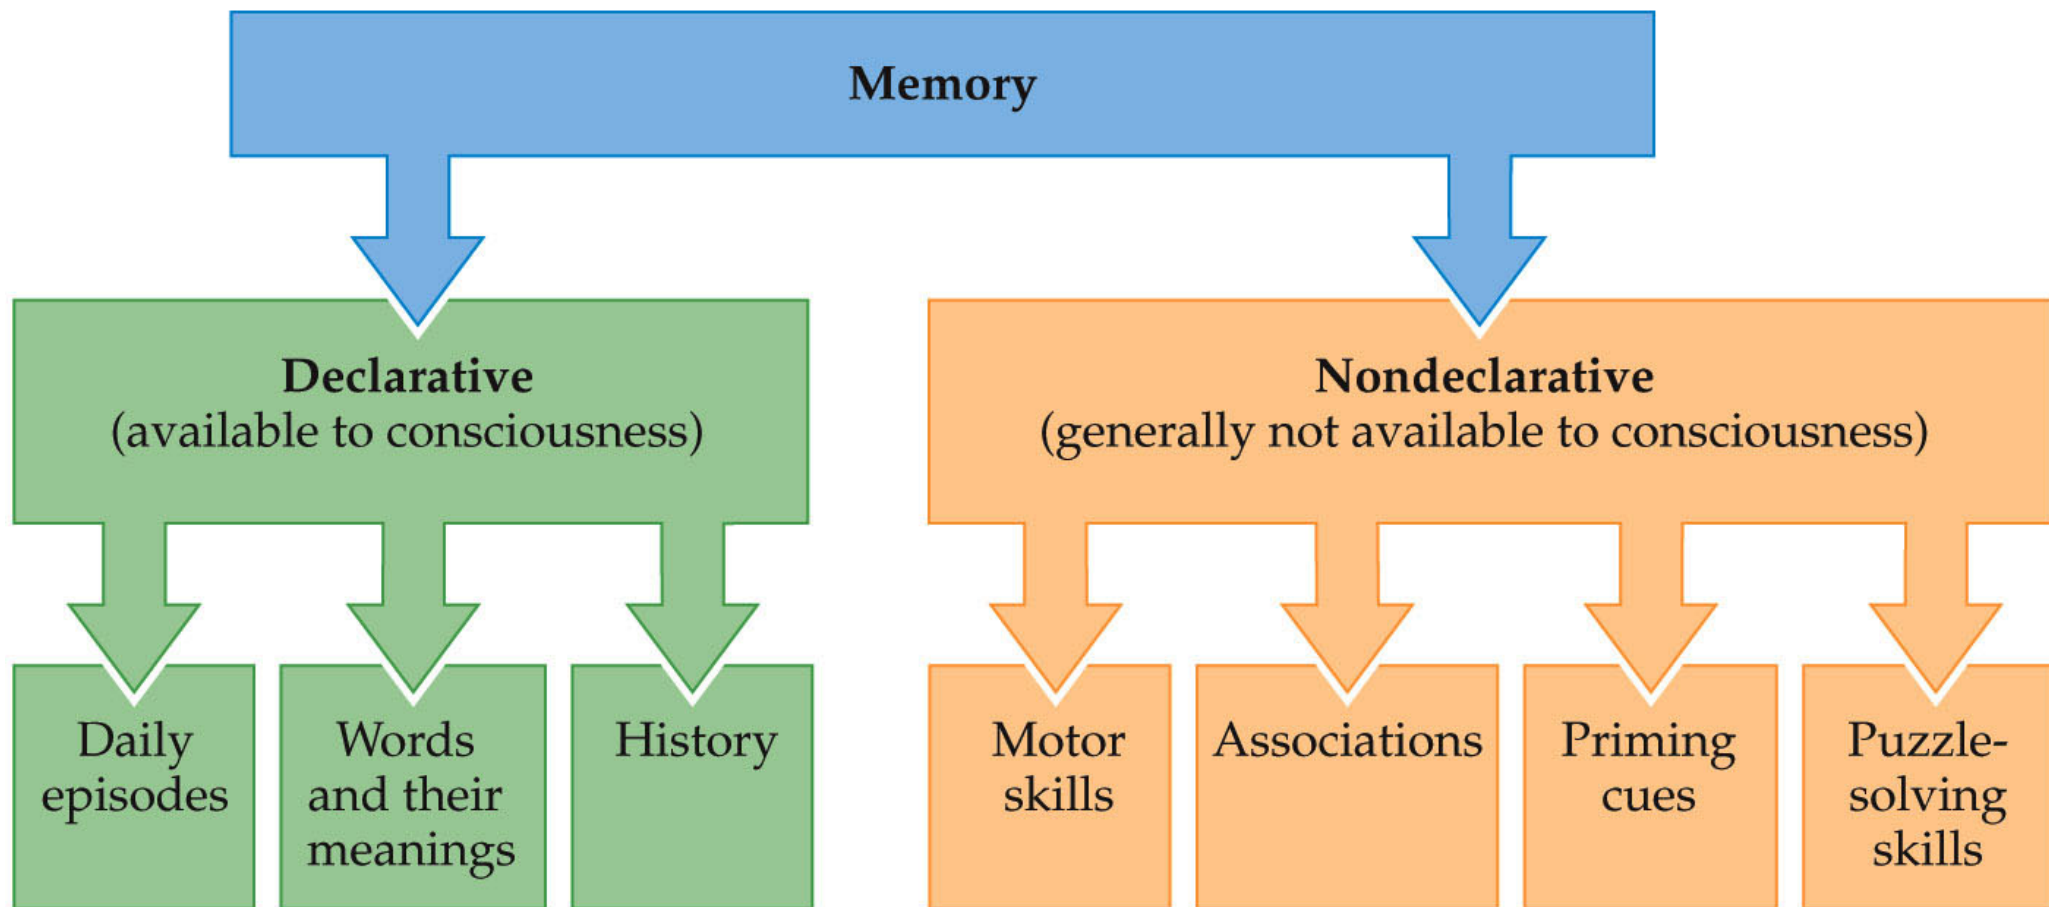 Memory
Declarative
(available to consciousness)
Nondeclarative
(generally not available to consciousness)
Daily
episodes
Words
and their
meanings
History
Motor
skills
Associations
Priming
cues
Puzzle-
solving
skills